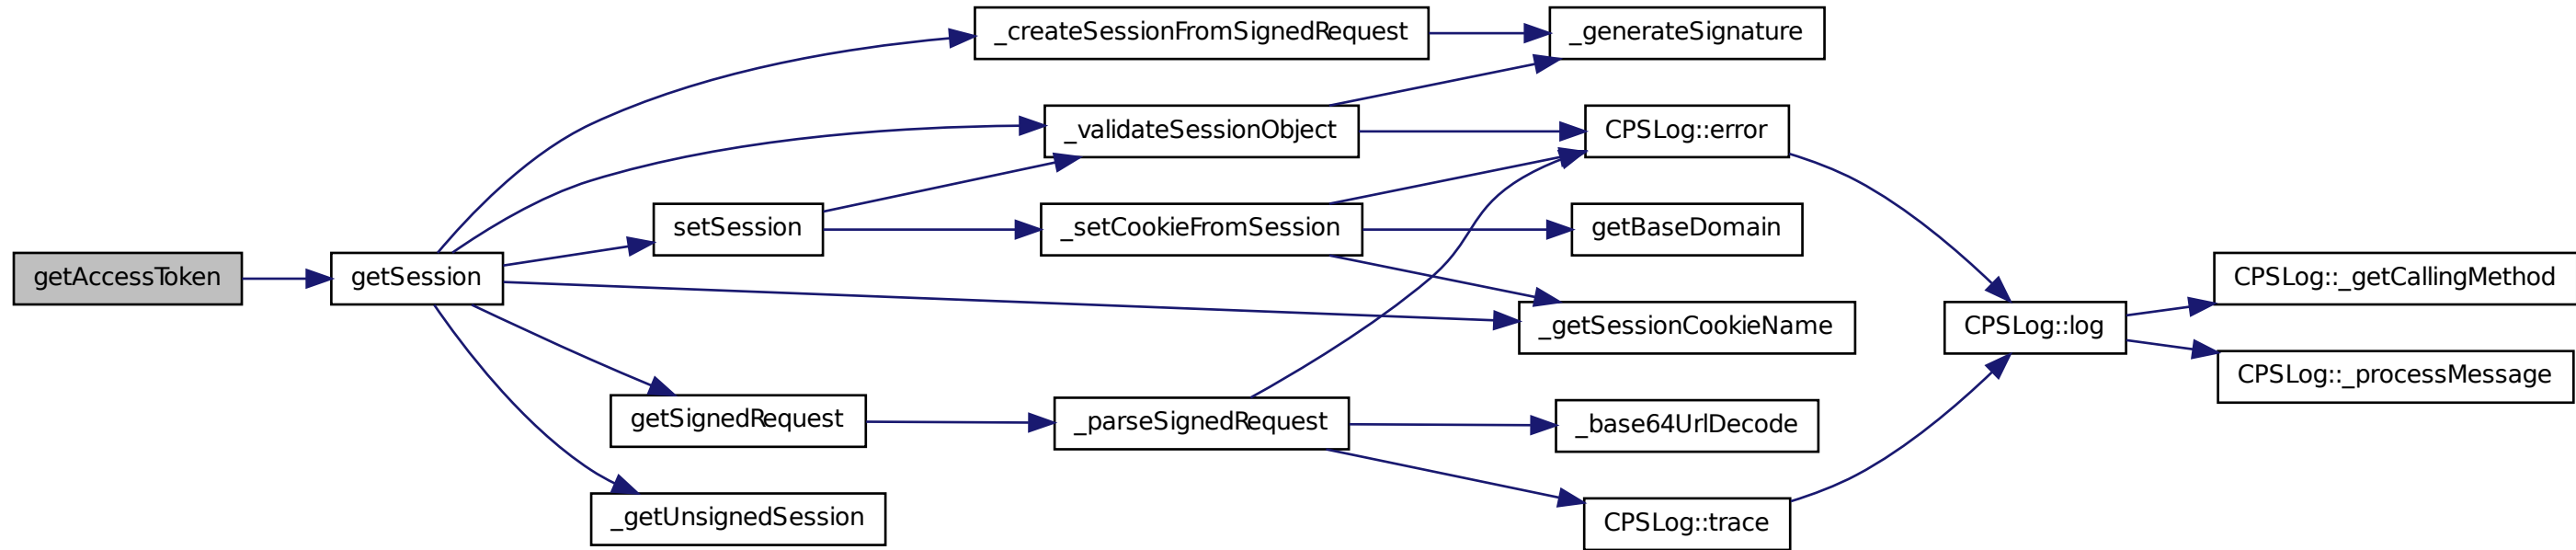 getAccessToken
getSession
_createSessionFromSignedRequest
_generateSignature
_validateSessionObject
CPSLog::error
setSession
_setCookieFromSession
getBaseDomain
_getSessionCookieName
getSignedRequest
_parseSignedRequest
_base64UrlDecode
CPSLog::trace
_getUnsignedSession
CPSLog::log
CPSLog::_getCallingMethod
CPSLog::_processMessage